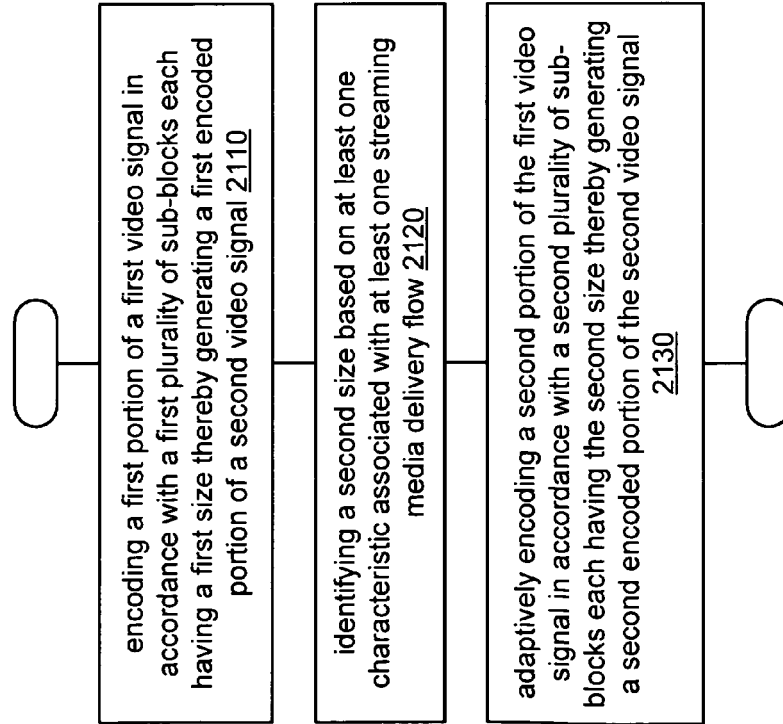 encoding a first portion of a first video signal in
accordance with a first plurality of sub-blocks each
having a first size thereby generating a first encoded
portion of a second video signal 2110
identifying a second size based on at least one
characteristic associated with at least one streaming
media delivery flow 2120
adaptively encoding a second portion of the first video
signal in accordance with a second plurality of sub-
blocks each having the second size thereby generating
a second encoded portion of the second video signal
2130